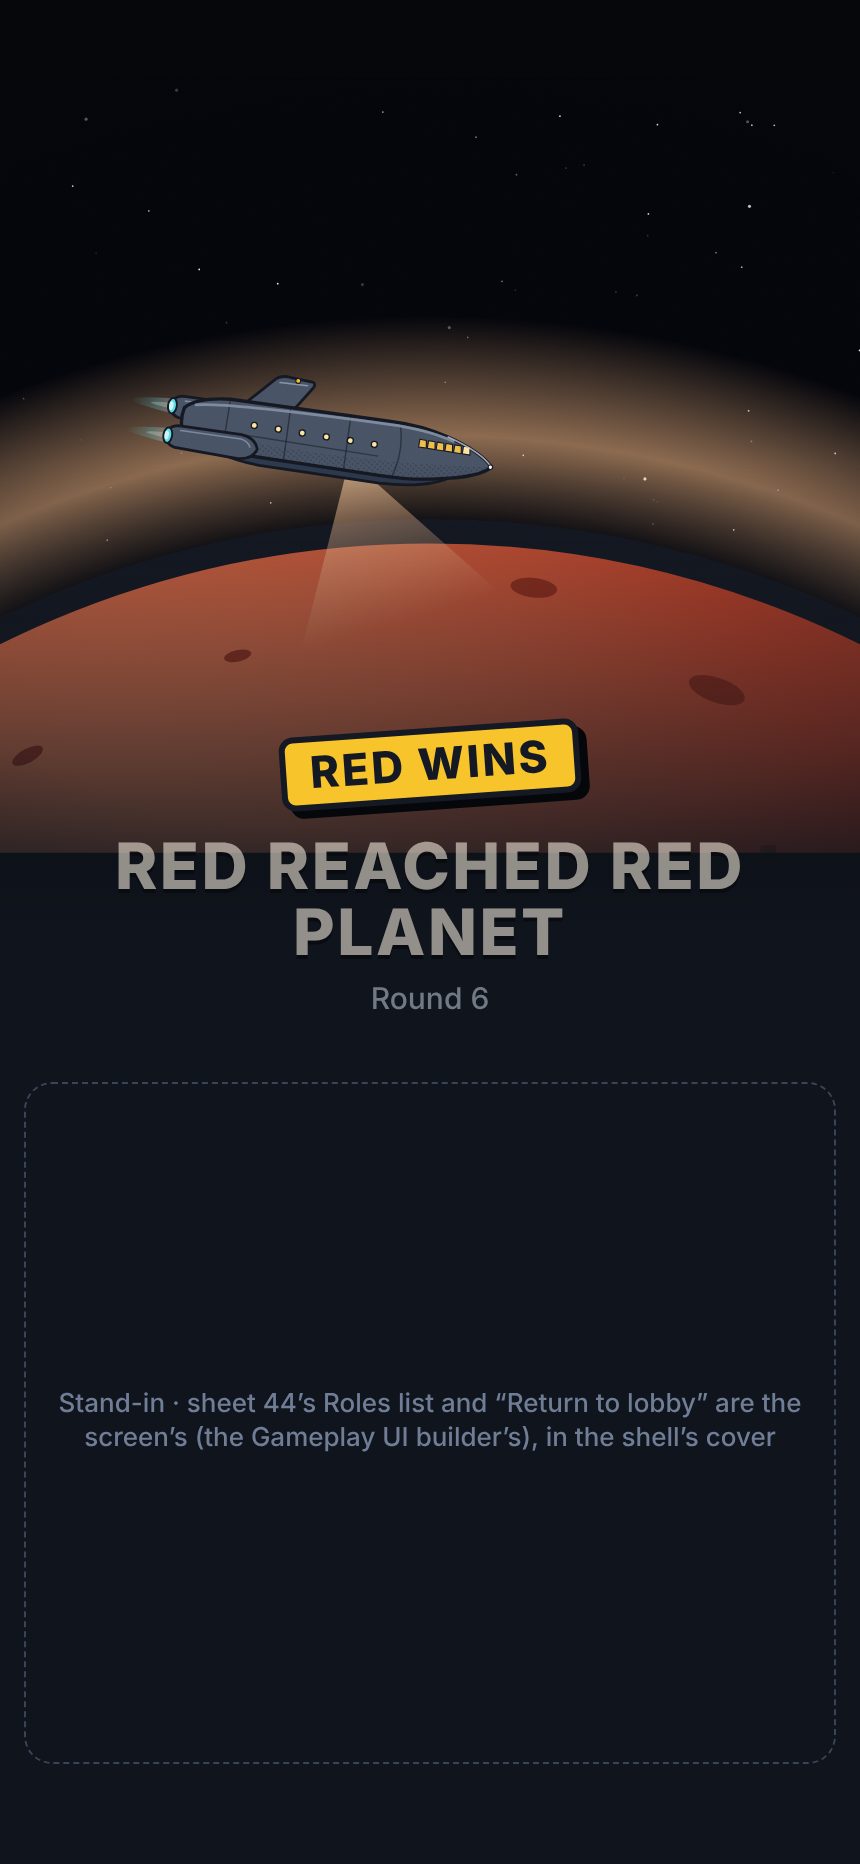 RED WINS
RED REACHED RED
PLANET
Round 6
Stand-in · sheet 44’s Roles list and “Return to lobby” are the
screen’s (the Gameplay UI builder’s), in the shell’s cover